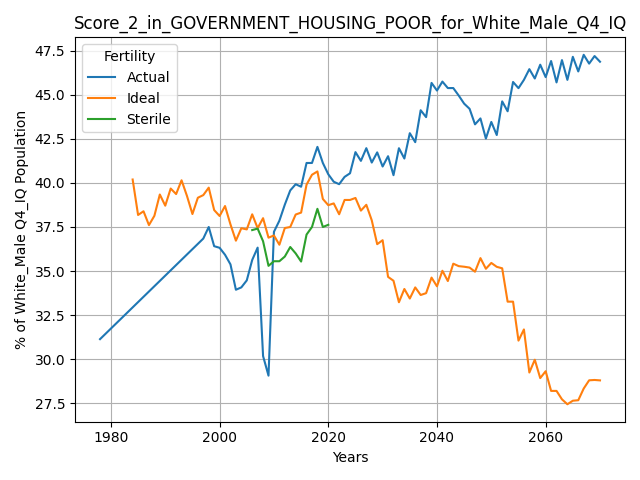 Score_2_in_GOVERNMENT_HOUSING_POOR_for_White_Male_Q4_IQ
Fertility
Actual
Ideal
Sterile
% of White_Male Q4_IQ Population
47.5
45.0
42.5
40.0
37.5
35.0
32.5
30.0
27.5
1980
2000
2020
2040
2060
Years